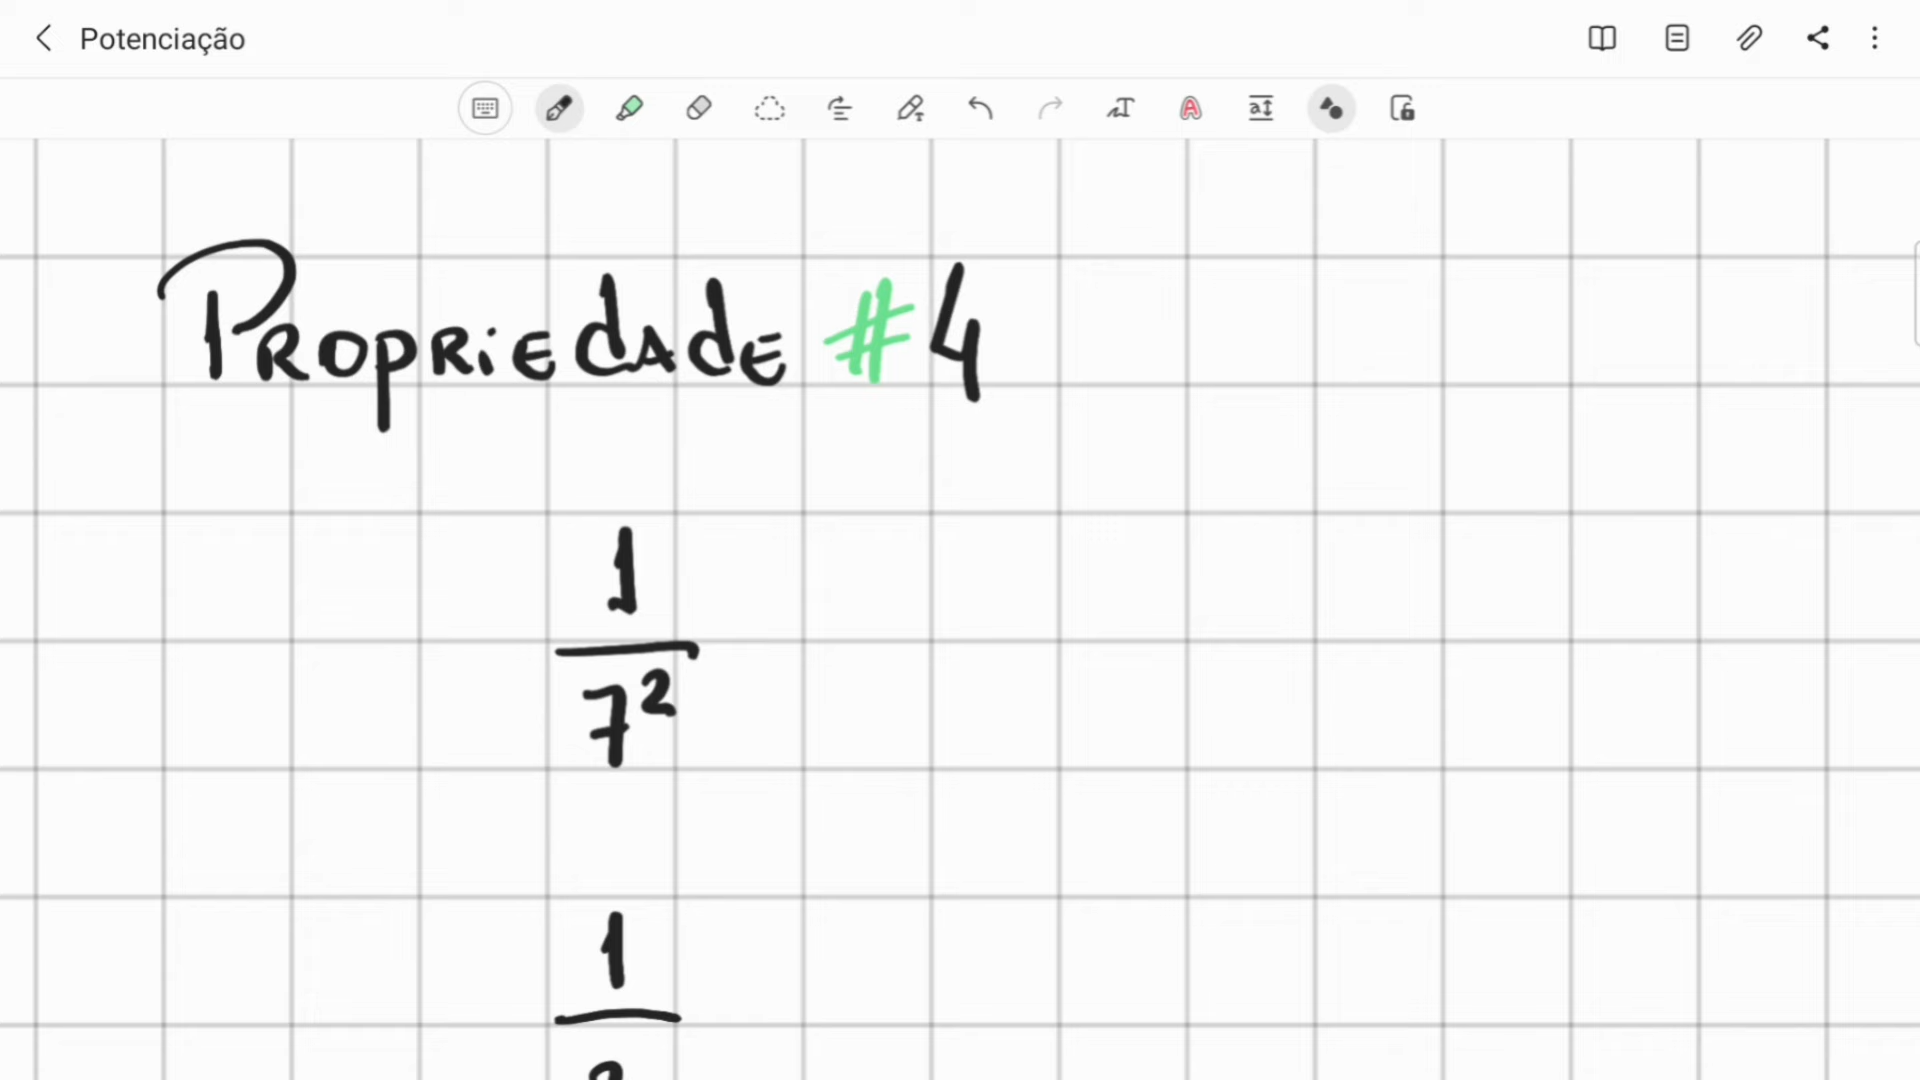 Potenciação
PROPRIEDADE #4
1
7²
1